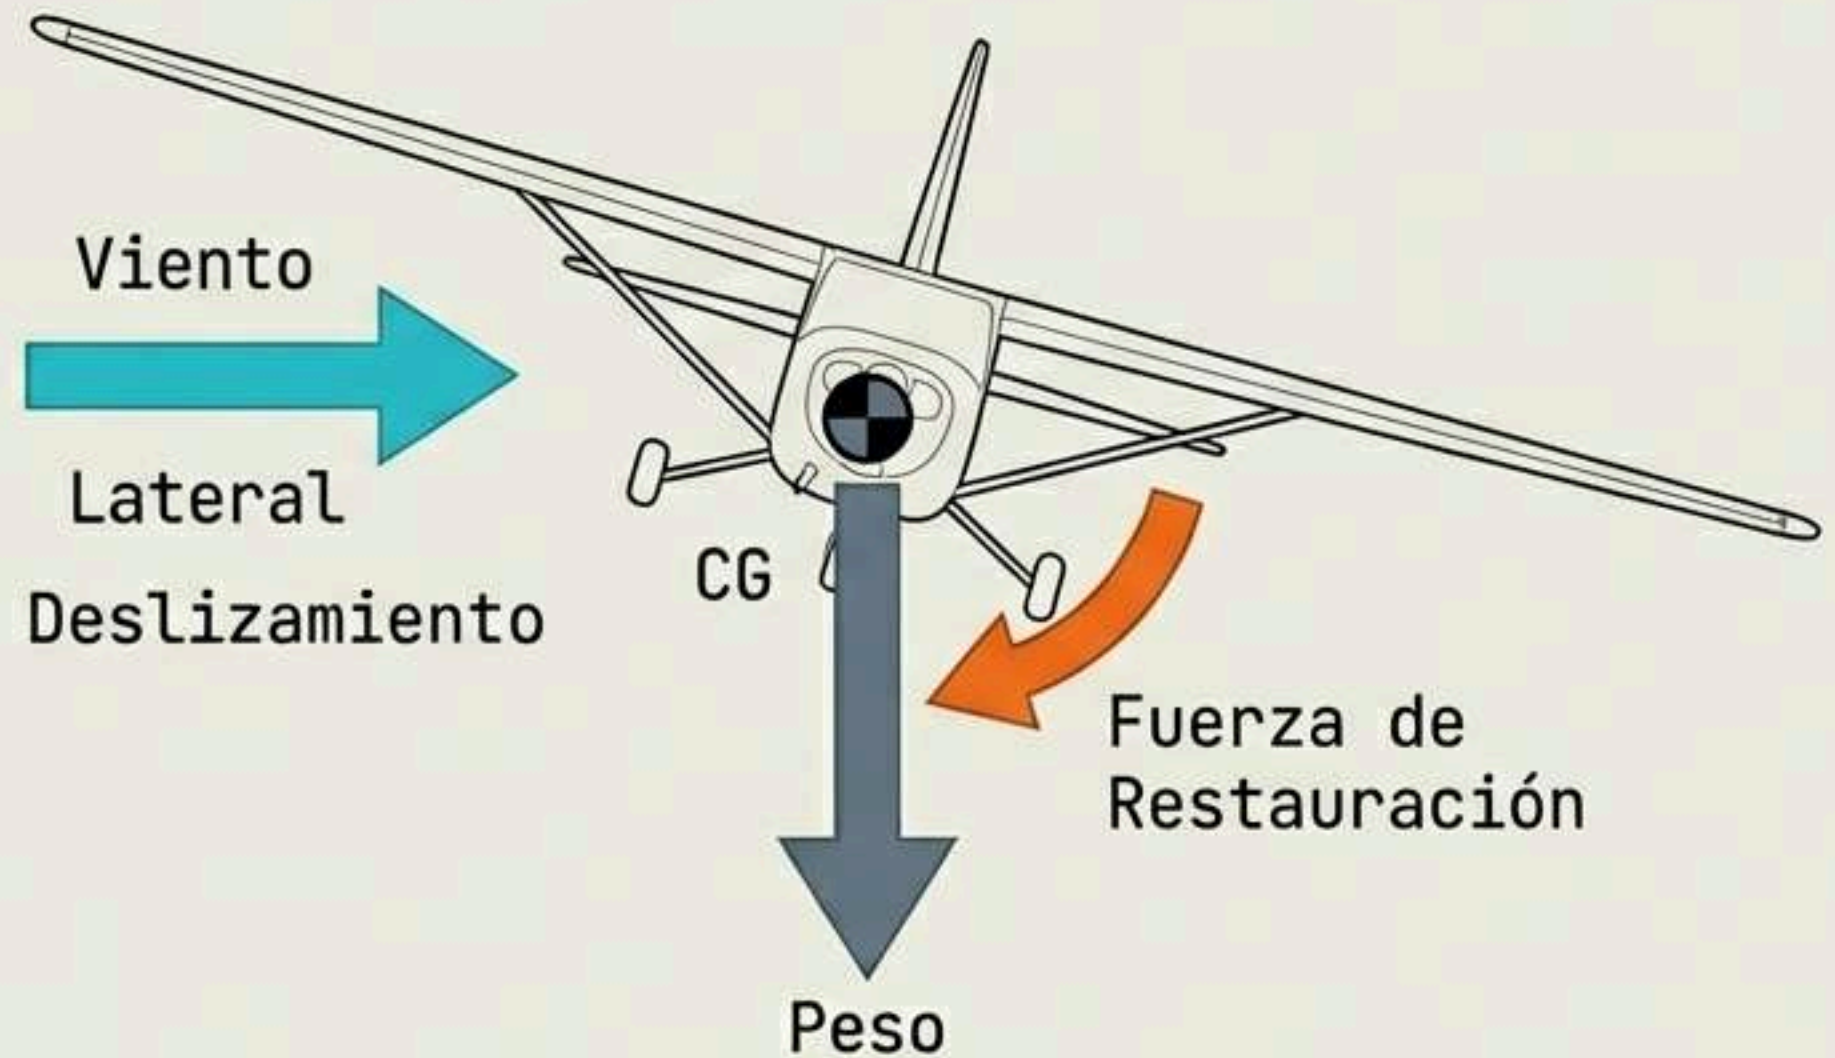 Viento
Lateral
Deslizamiento
CG
Fuerza de
Restauración
Peso